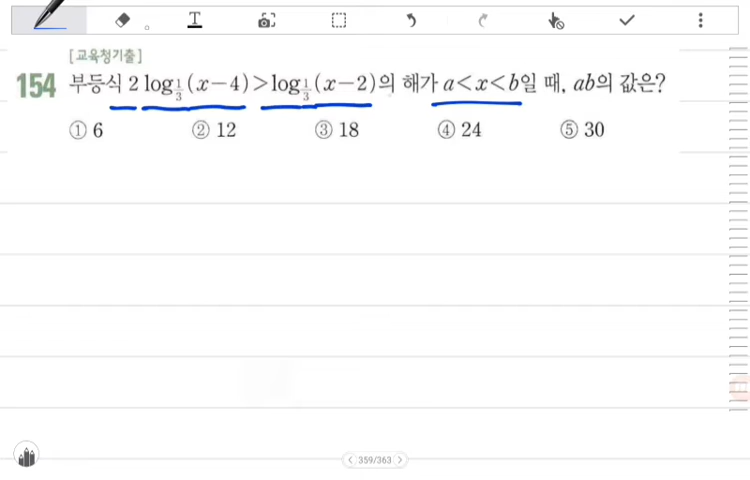 T
[교육청기출]
154 부등식 2 log_{1/3}(x-4)>log_{1/3}(x-2)의 해가 a<x<b일 때, ab의 값은?
① 6 ② 12 ③ 18 ④ 24 ⑤ 30
359/363